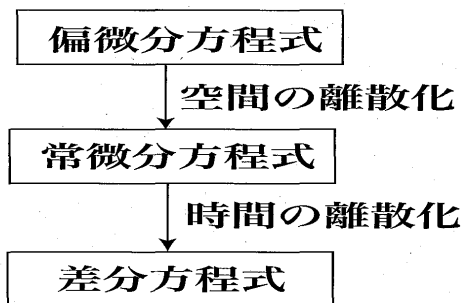 偏微分方程式
空間の離散化
常微分方程式
時間の離散化
差分方程式